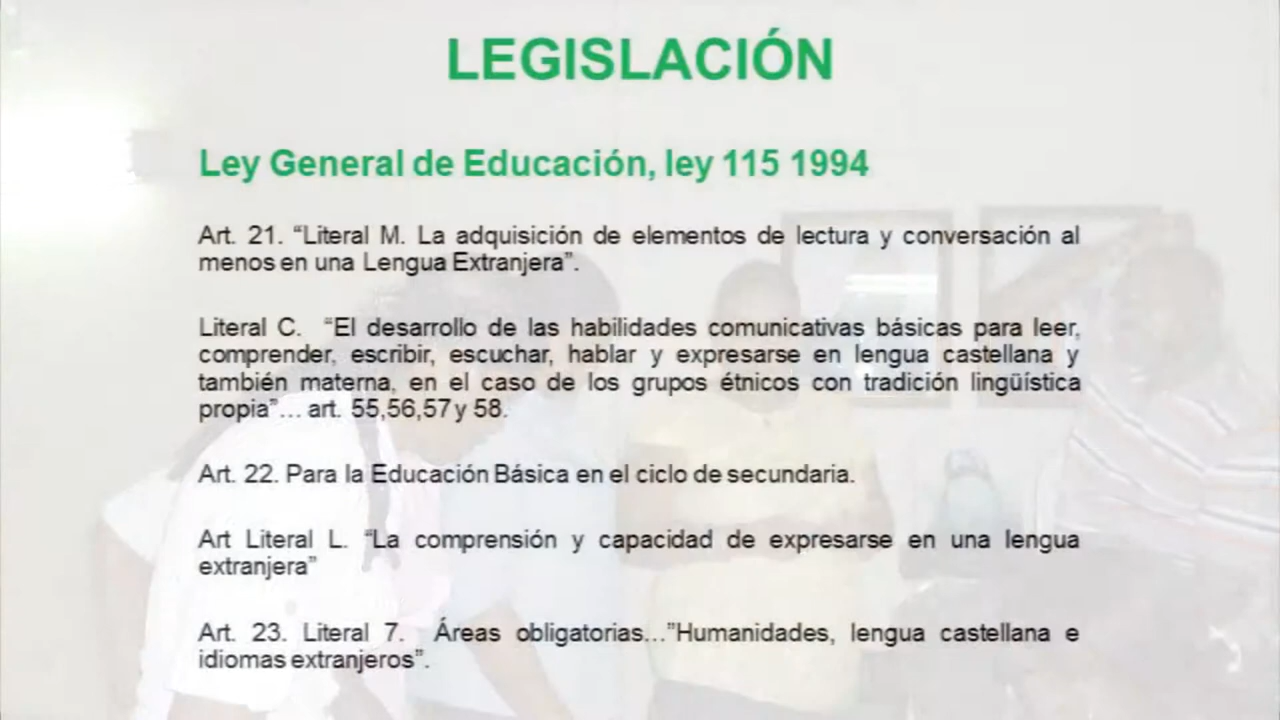 LEGISLACIÓN
Ley General de Educación, ley 115 1994
Art. 21. “Literal M. La adquisición de elementos de lectura y conversación al
menos en una Lengua Extranjera”.
Literal C. “El desarrollo de las habilidades comunicativas básicas para leer,
comprender, escribir, escuchar, hablar y expresarse en lengua castellana y
también materna, en el caso de los grupos étnicos con tradición lingüística
propia”... art. 55,56,57 y 58.
Art. 22. Para la Educación Básica en el ciclo de secundaria.
Art Literal L. “La comprensión y capacidad de expresarse en una lengua
extranjera”
Art. 23. Literal 7. Áreas obligatorias...”Humanidades, lengua castellana e
idiomas extranjeros”.